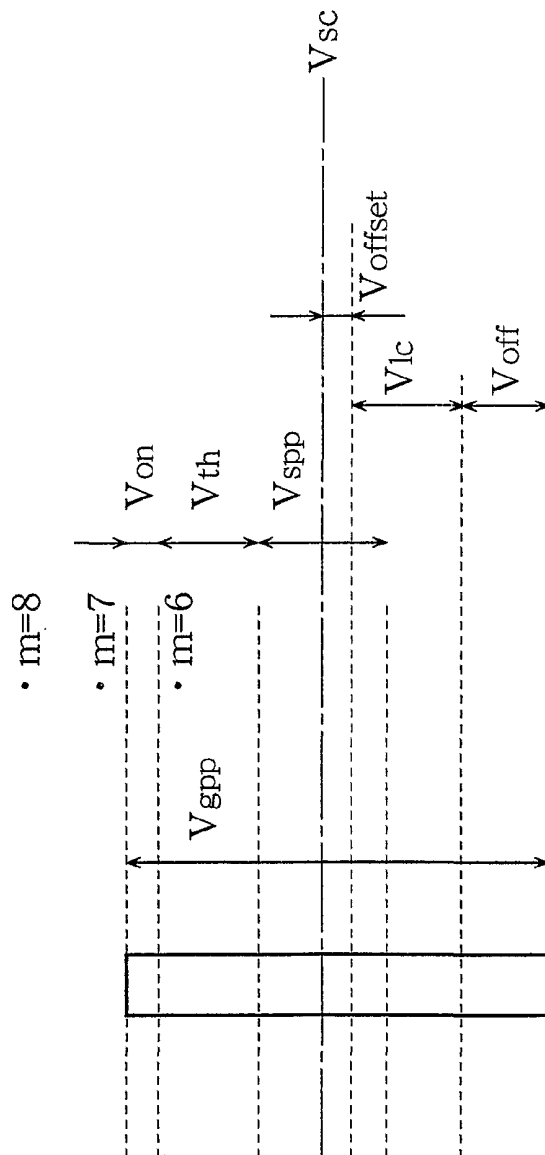 · m=8
· m=7
· m=6
Von
Vth
Vspp
Vgpp
Vsc
Voffset
Vlc
Voff